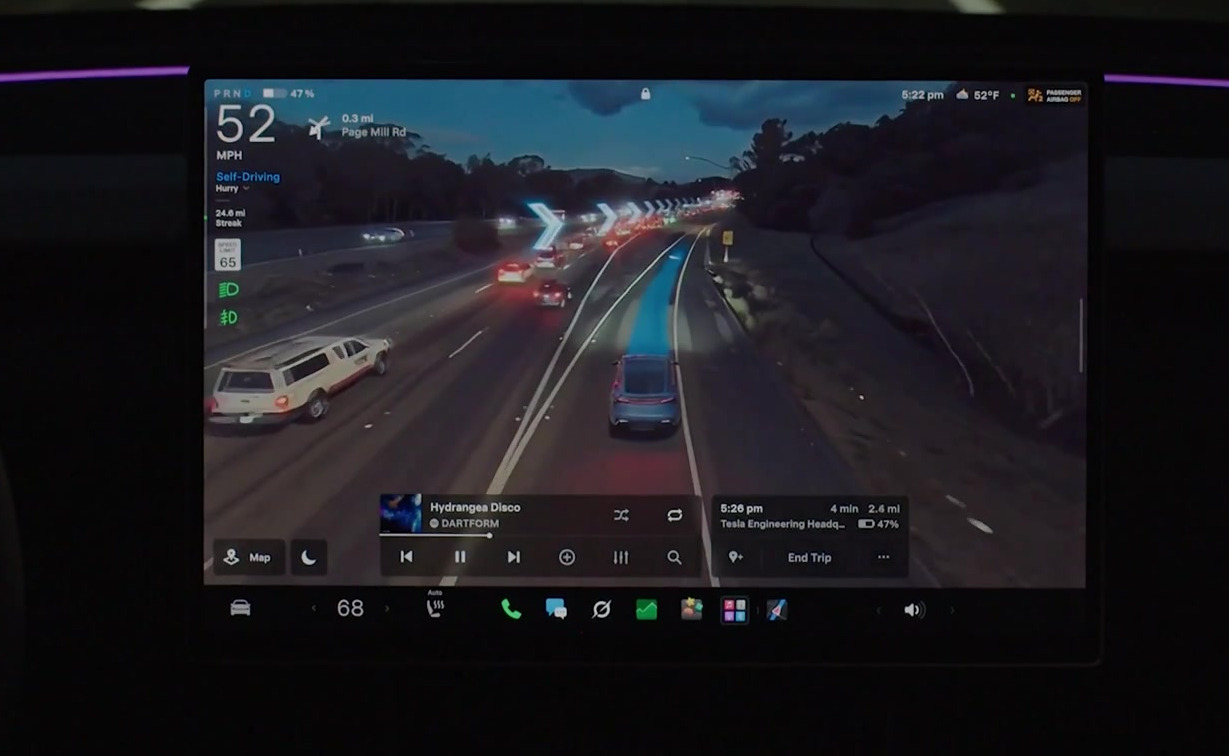 P R N D 47 %
5:22 pm 52°F PASSENGER AIRBAG OFF
52
MPH
0.3 mi
Page Mill Rd
Self-Driving
Hurry
24.6 mi
Streak
SPEED
LIMIT
65
Hydrangea Disco
DARTFORM
5:26 pm 4 min 2.6 mi
Tesla Engineering Headq... 47%
Map
End Trip
Auto
68